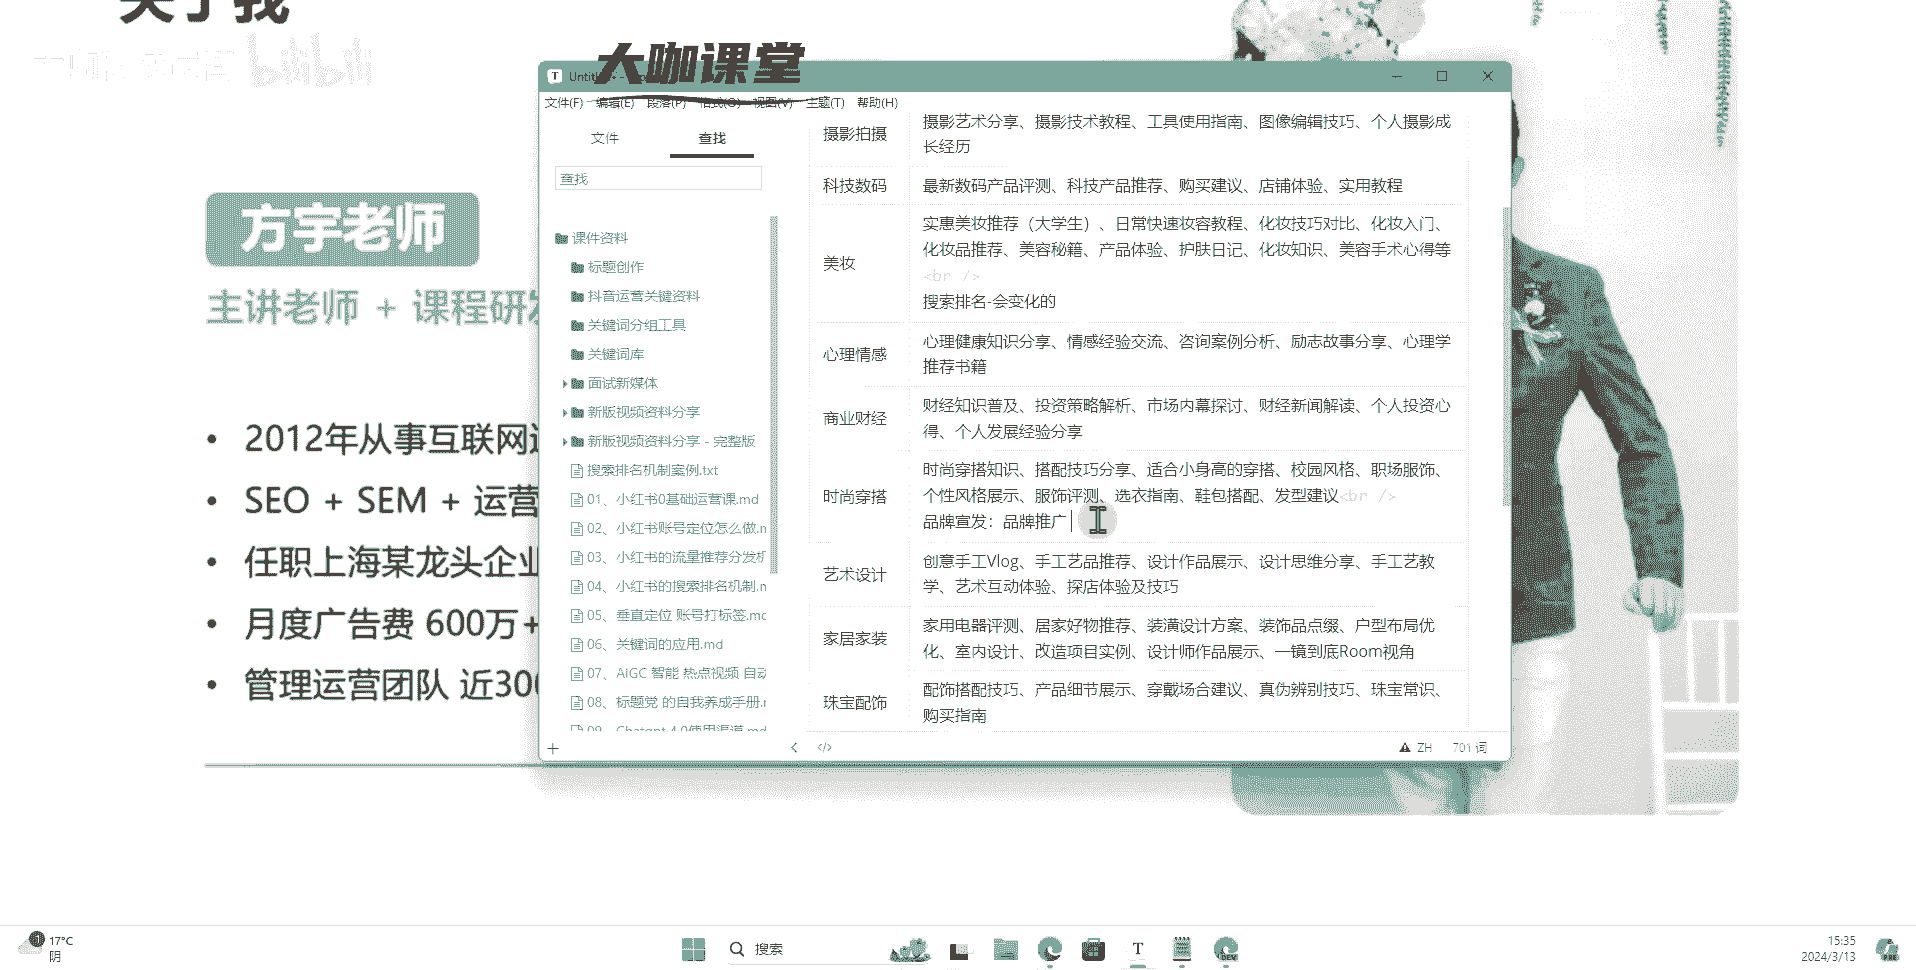 关于我
bilibili
大咖课堂
方宇老师
主讲老师 + 课程研发
2012年从事互联网运
SEO + SEM + 运营
任职上海某龙头企业
月度广告费 600万+
管理运营团队 近300
文件(F) 编辑(E) 段落(P) 格式(O) 视图(V) 主题(T) 帮助(H)
文件 查找
查找
课件资料
标题创作
抖音运营关键资料
关键词分组工具
关键词库
面试新媒体
新版视频资料分享
新版视频资料分享 - 完整版
搜索排名机制案例.txt
01、小红书0基础运营课.md
02、小红书账号定位怎么做.m
03、小红书的流量推荐分发机
04、小红书的搜索排名机制.m
05、垂直定位 账号打标签.md
06、关键词的应用.md
07、AIGC 智能 热点视频 自动
08、标题党 的自我养成手册.m
09、Chatgpt 4.0使用渠道.md
摄影拍摄
摄影艺术分享、摄影技术教程、工具使用指南、图像编辑技巧、个人摄影成
长经历
科技数码
最新数码产品评测、科技产品推荐、购买建议、店铺体验、实用教程
美妆
实惠美妆推荐（大学生）、日常快速妆容教程、化妆技巧对比、化妆入门、
化妆品推荐、美容秘籍、产品体验、护肤日记、化妆知识、美容手术心得等
<br />
搜索排名-会变化的
心理情感
心理健康知识分享、情感经验交流、咨询案例分析、励志故事分享、心理学
推荐书籍
商业财经
财经知识普及、投资策略解析、市场内幕探讨、财经新闻解读、个人投资心
得、个人发展经验分享
时尚穿搭
时尚穿搭知识、搭配技巧分享、适合小身高的穿搭、校园风格、职场服饰、
个性风格展示、服饰评测、选衣指南、鞋包搭配、发型建议<br />
品牌宣发：品牌推广
艺术设计
创意手工Vlog、手工艺品推荐、设计作品展示、设计思维分享、手工艺教
学、艺术互动体验、探店体验及技巧
家居家装
家用电器评测、居家好物推荐、装潢设计方案、装饰品点缀、户型布局优
化、室内设计、改造项目实例、设计师作品展示、一镜到底Room视角
珠宝配饰
配饰搭配技巧、产品细节展示、穿戴场合建议、真伪辨别技巧、珠宝常识、
购买指南
ZH 701 词
17°C
阴
搜索
15:35
2024/3/13